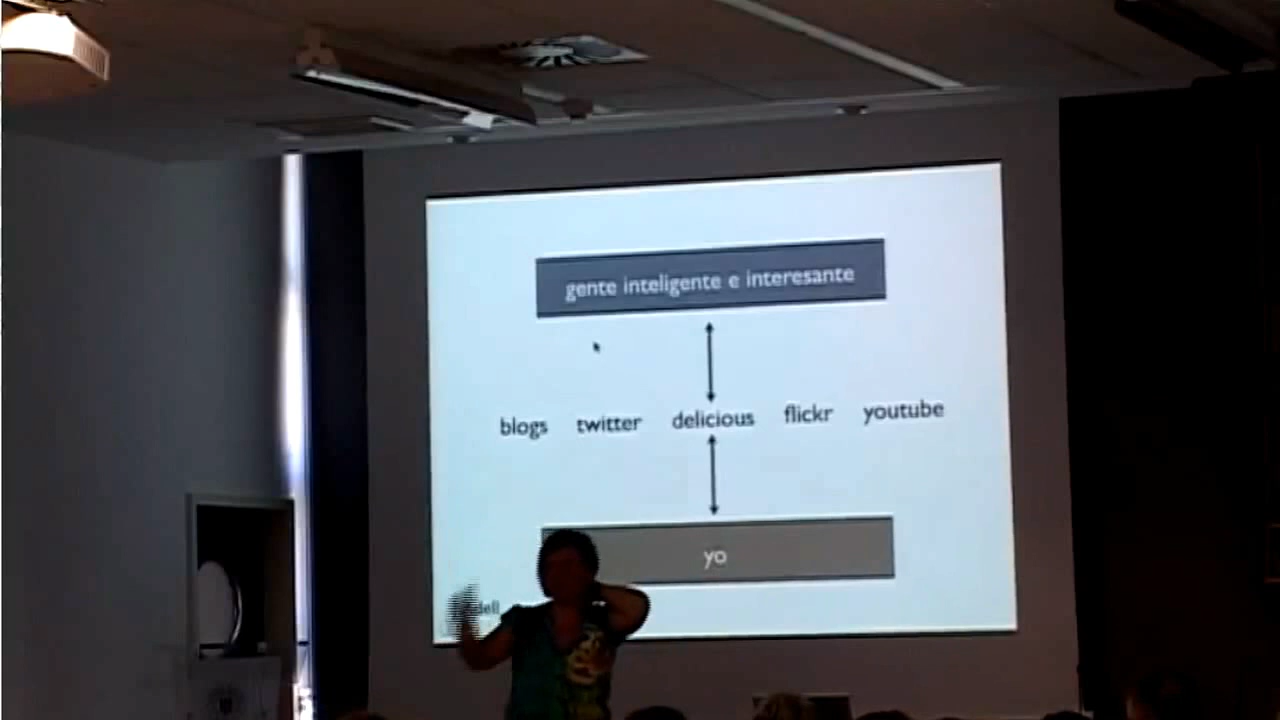 gente inteligente e interesante
blogs twitter delicious flickr youtube
yo